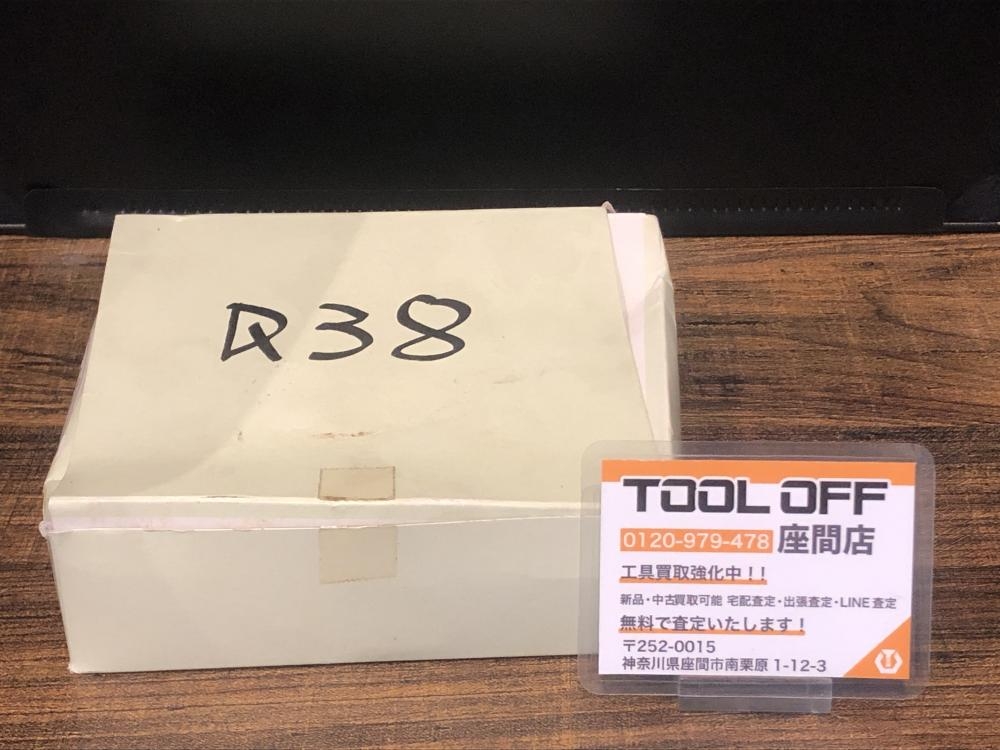 R38
TOOL OFF
0120-979-478 座間店
工具買取強化中！！
新品・中古買取可能 宅配査定・出張査定・LINE査定
無料で査定いたします！
〒252-0015
神奈川県座間市南栗原1-12-3